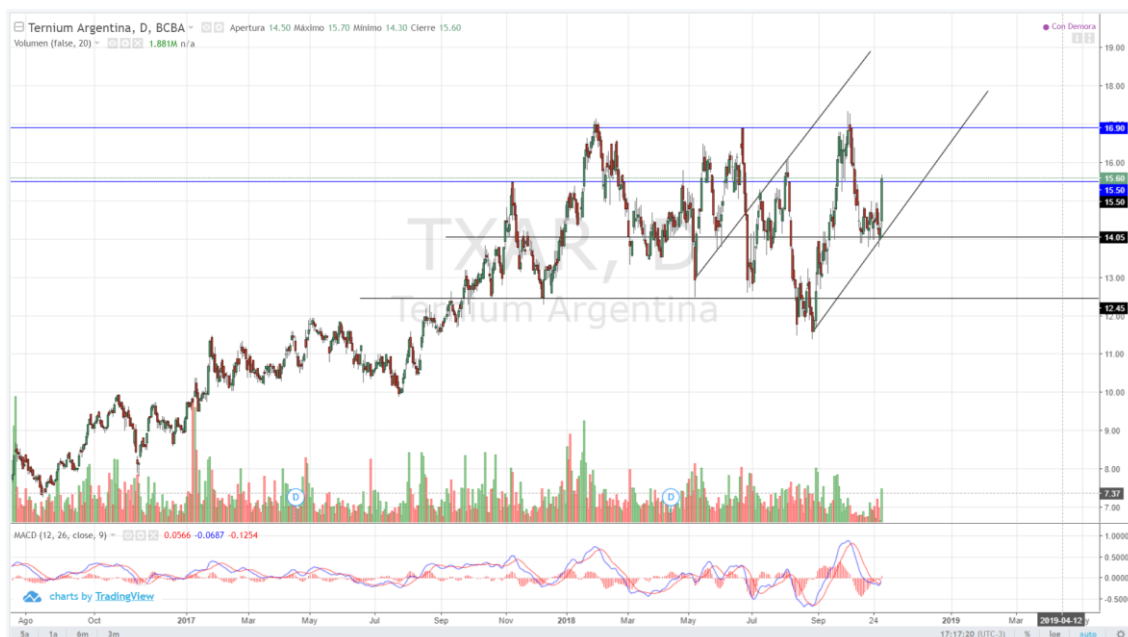 Ternium Argentina, D, BCBA Apertura 14.50 Máximo 15.70 Mínimo 14.30 Cierre 15.60
Con Demora
Volumen (false, 20) 1.881M n/a
TXAR, D
Ternium Argentina
19.00
18.00
16.90
16.00
15.60
15.50
15.50
14.05
13.00
12.45
12.00
11.00
10.00
9.00
8.00
7.37
7.00
D
D
MACD (12, 26, close, 9) 0.0566 -0.0687 -0.1254
1.0000
0.5000
0.0000
-0.5000
charts by TradingView
Ago Oct 2017 Mar May Jul Sep Nov 2018 Mar May Jul Sep 24 2019 Mar 2019-04-12
5a 1a 6m 3m 17:17:20 (UTC-3) % log auto